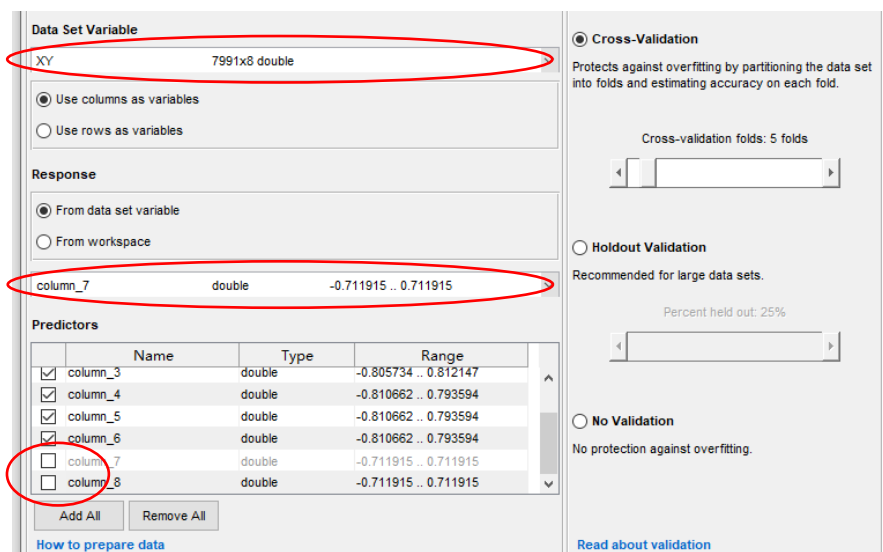 Data Set Variable
XY 7991x8 double
Use columns as variables
Use rows as variables
Response
From data set variable
From workspace
column_7 double -0.711915 .. 0.711915
Predictors
Name Type Range
column_3 double -0.805734 .. 0.812147
column_4 double -0.810662 .. 0.793594
column_5 double -0.810662 .. 0.793594
column_6 double -0.810662 .. 0.793594
column_7 double -0.711915 .. 0.711915
column_8 double -0.711915 .. 0.711915
Add All Remove All
How to prepare data
Cross-Validation
Protects against overfitting by partitioning the data set
into folds and estimating accuracy on each fold.
Cross-validation folds: 5 folds
Holdout Validation
Recommended for large data sets.
Percent held out: 25%
No Validation
No protection against overfitting.
Read about validation